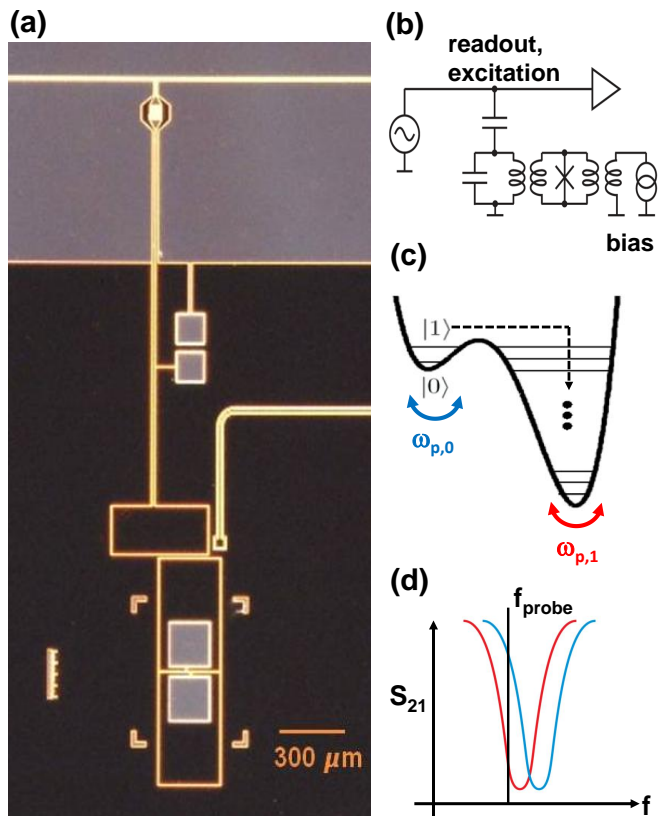 (a)
300 μm
(b)
readout,
excitation
bias
(c)
|1⟩
|0⟩
ωp,0
ωp,1
(d)
fprobe
S21
f